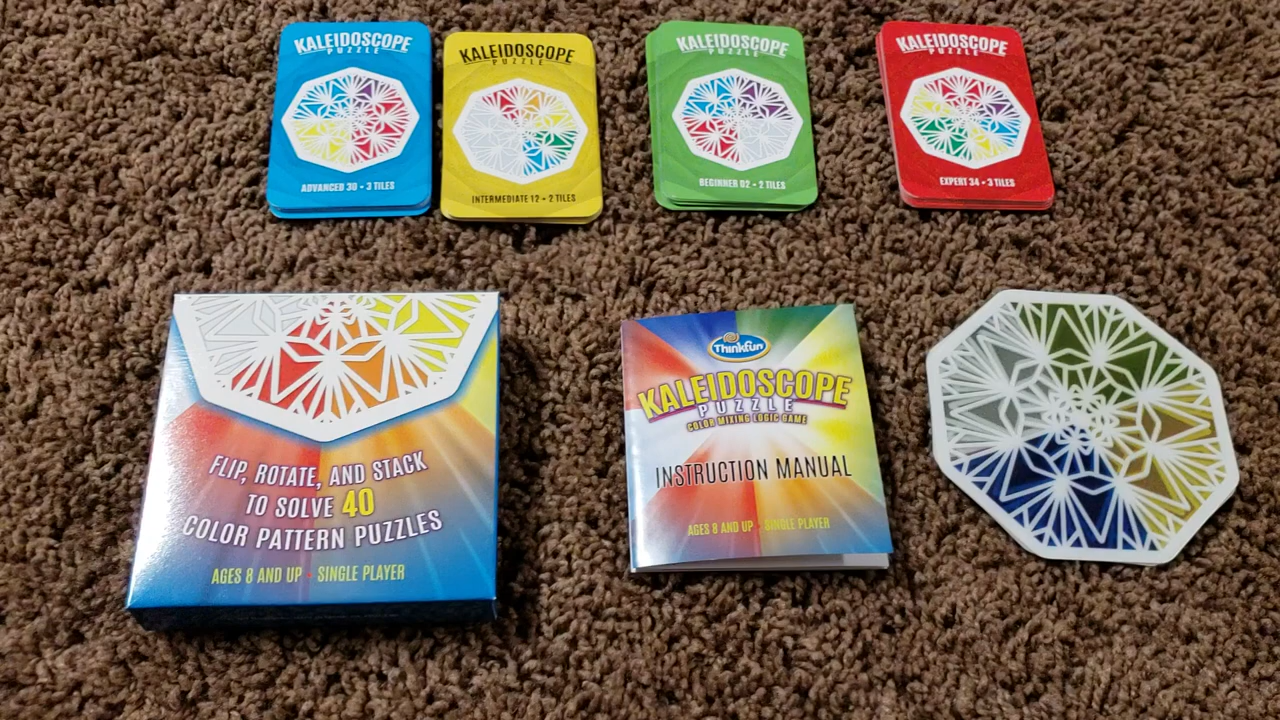 KALEIDOSCOPE
PUZZLE
ADVANCED 30 • 3 TILES
KALEIDOSCOPE
PUZZLE
INTERMEDIATE 12 • 2 TILES
KALEIDOSCOPE
PUZZLE
BEGINNER 02 • 2 TILES
KALEIDOSCOPE
PUZZLE
EXPERT 34 • 3 TILES
FLIP, ROTATE, AND STACK
TO SOLVE 40
COLOR PATTERN PUZZLES
AGES 8 AND UP • SINGLE PLAYER
ThinkFun
KALEIDOSCOPE
PUZZLE
COLOR MIXING LOGIC GAME
INSTRUCTION MANUAL
AGES 8 AND UP • SINGLE PLAYER